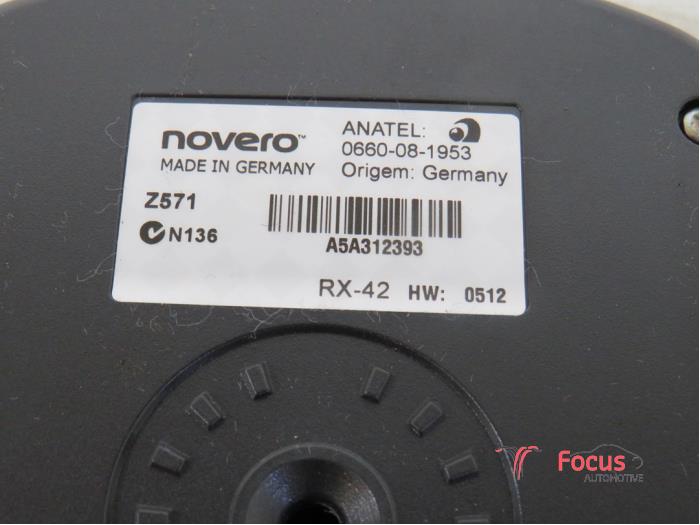 novero™
MADE IN GERMANY
ANATEL:
0660-08-1953
Origem: Germany
Z571
N136
A5A312393
RX-42 HW: 0512
Focus
AUTOMOTIVE